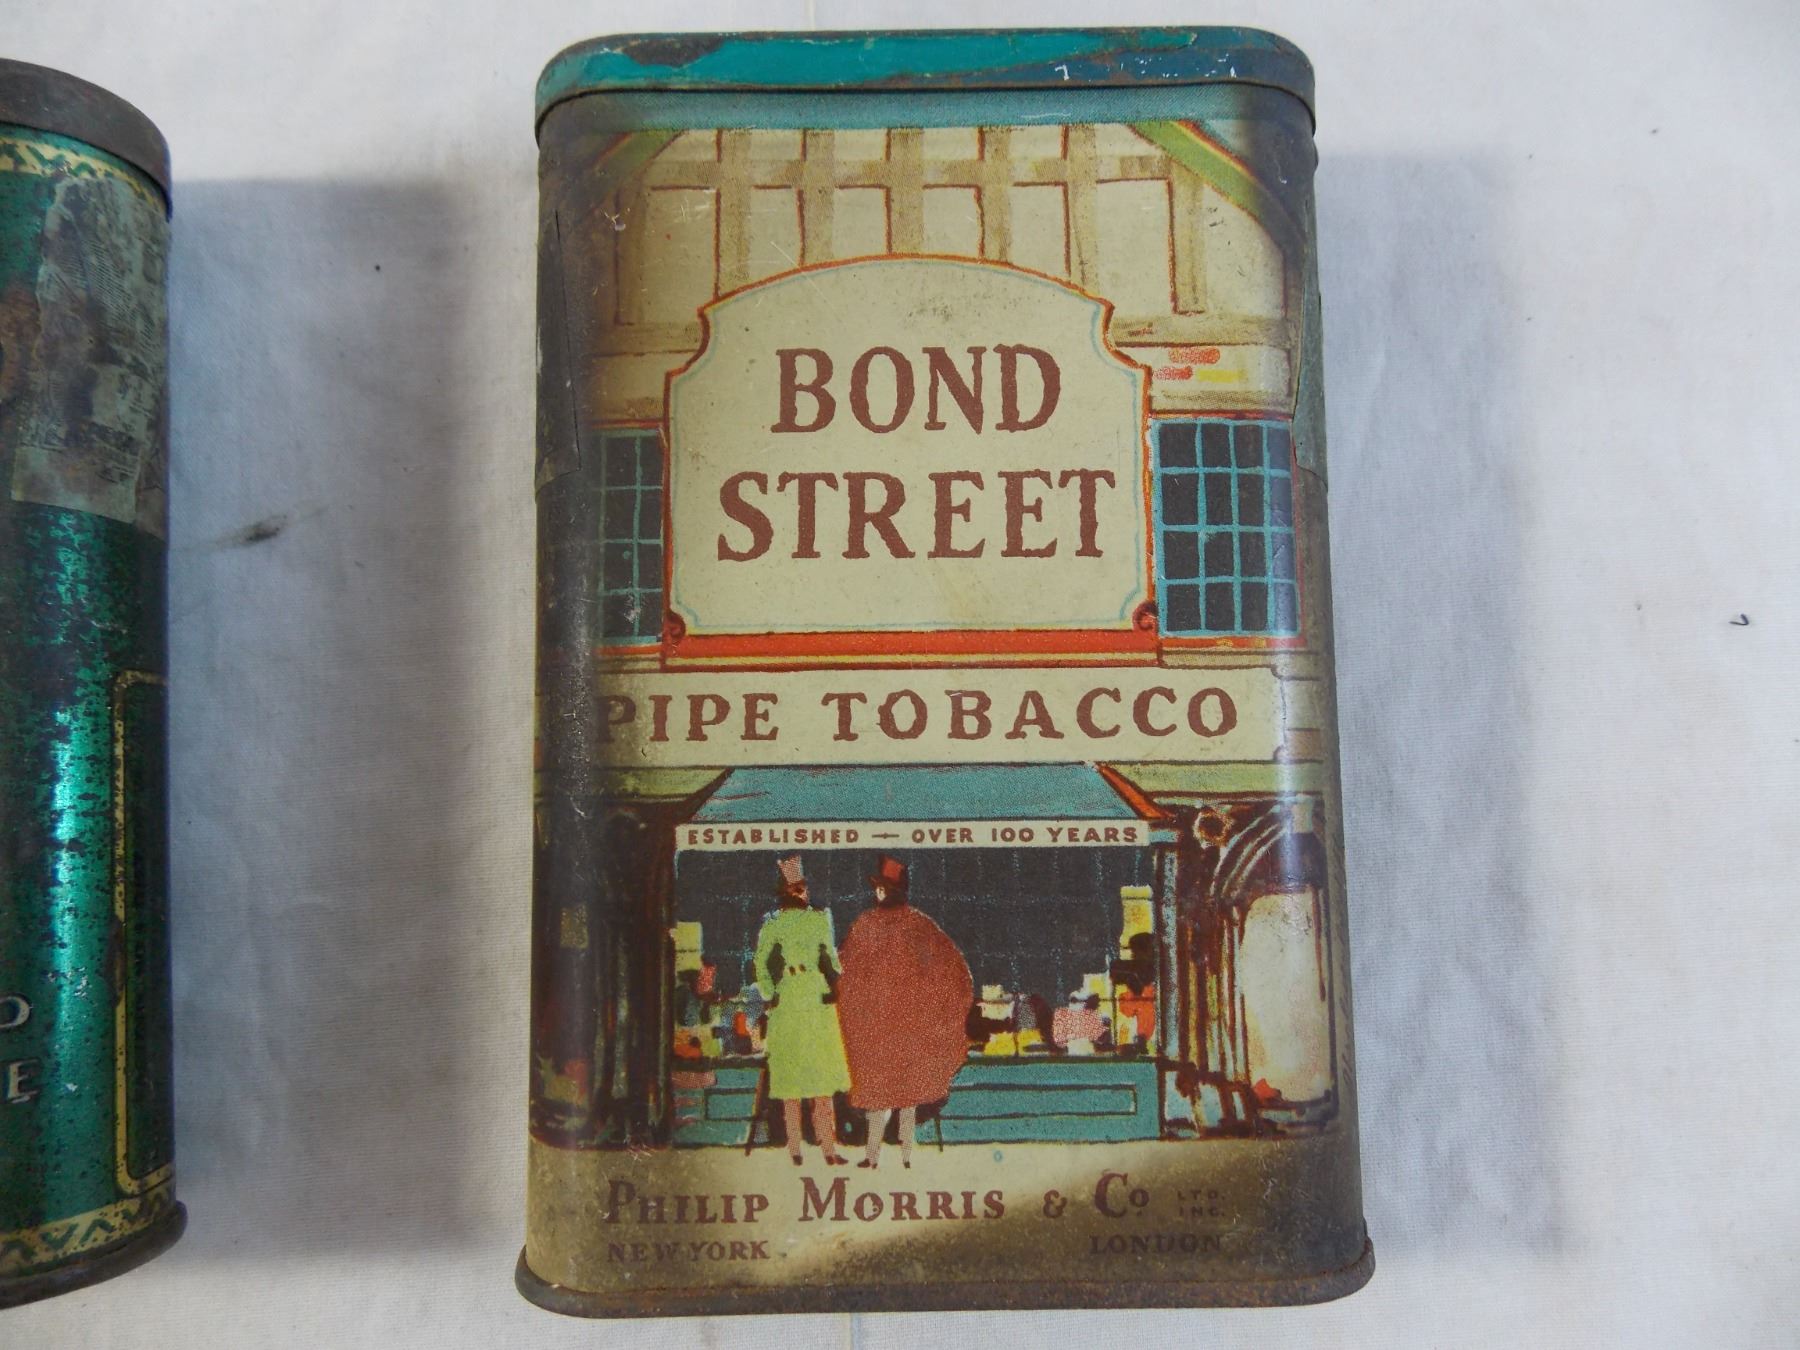 BOND
STREET
PIPE TOBACCO
ESTABLISHED — OVER 100 YEARS
PHILIP MORRIS & Co LTD. INC.
NEW YORK LONDON